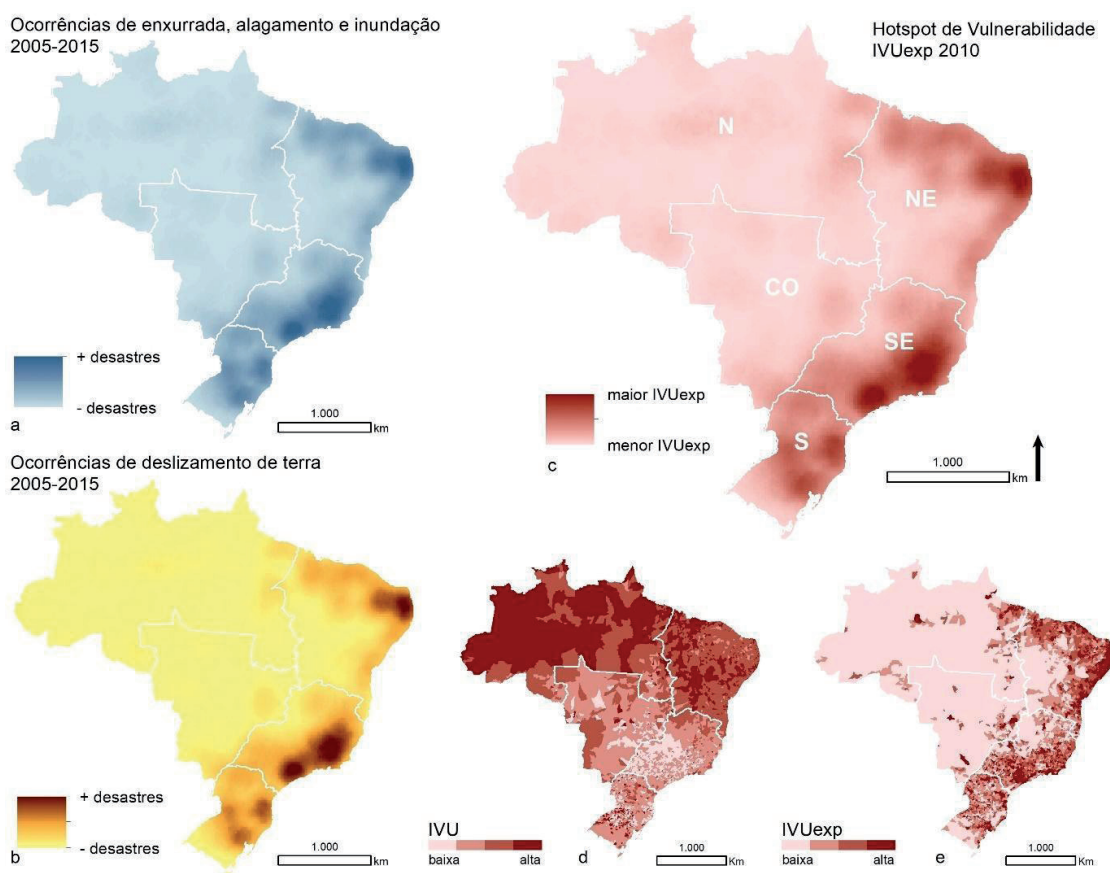 Ocorrências de enxurrada, alagamento e inundação
2005-2015
+ desastres
- desastres
a
1.000
km
Hotspot de Vulnerabilidade
IVUexp 2010
N
NE
CO
SE
S
maior IVUexp
menor IVUexp
c
1.000
km
Ocorrências de deslizamento de terra
2005-2015
+ desastres
- desastres
b
1.000
km
IVU
baixa alta
d
1.000
Km
IVUexp
baixa alta
e
1.000
Km